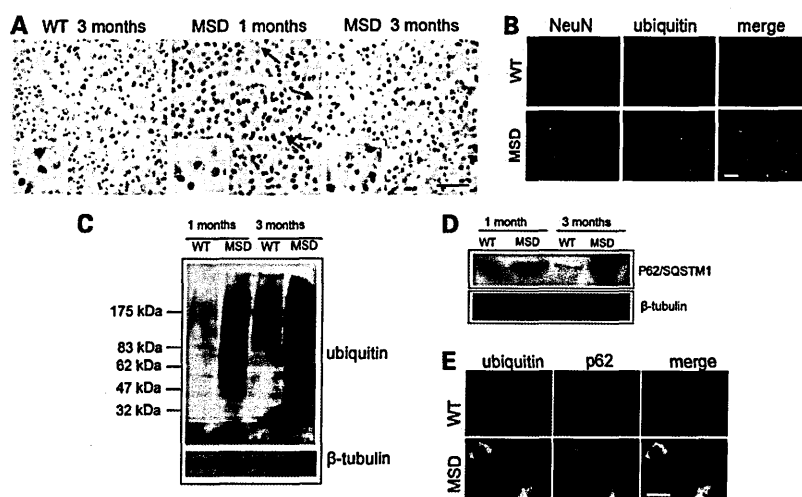 A WT 3 months MSD 1 months MSD 3 months
B NeuN ubiquitin merge
WT
MSD
C
1 months 3 months
WT MSD WT MSD
175 kDa
83 kDa
62 kDa
47 kDa
32 kDa
ubiquitin
β-tubulin
D
1 month 3 months
WT MSD WT MSD
P62/SQSTM1
β-tubulin
E ubiquitin p62 merge
WT
MSD